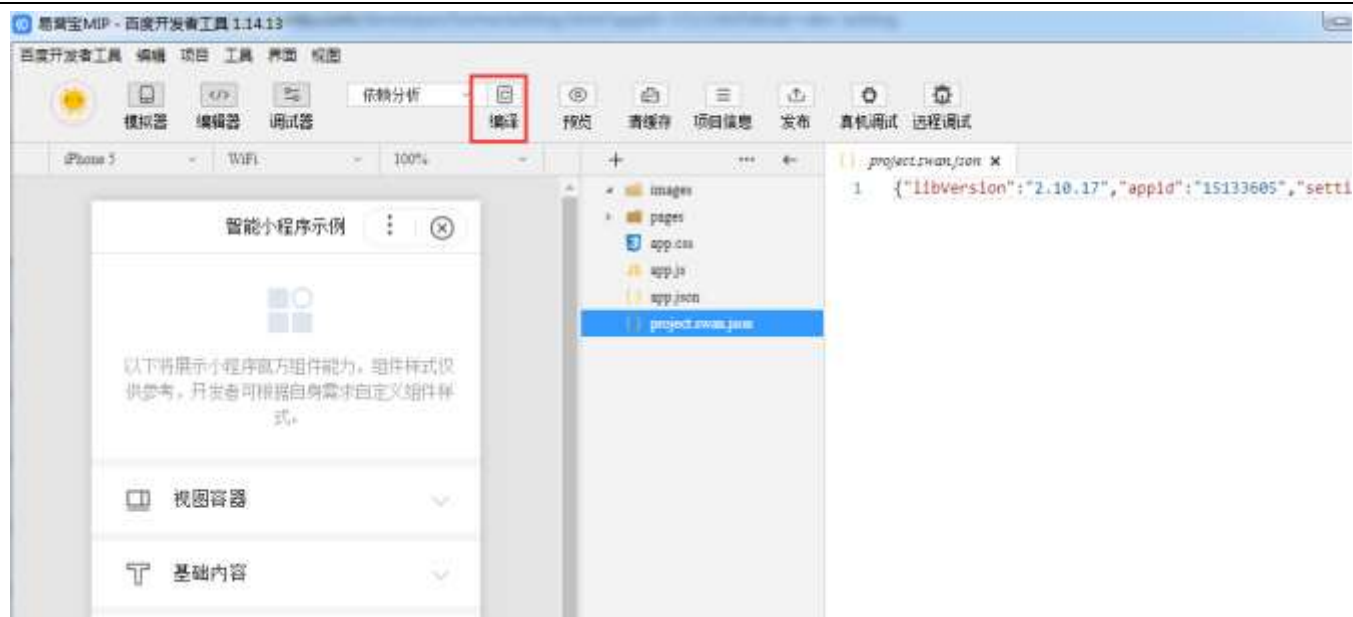 易营宝MIP - 百度开发者工具 1.14.13
百度开发者工具 编辑 项目 工具 界面 视图
模拟器 编辑器 调试器 依赖分析 编译 预览 清缓存 项目信息 发布 真机调试 远程调试
iPhone 5 WiFi 100%
project.swan.json
1 {"libVersion":"2.10.17","appid":"15133605","setti
images
pages
app.css
app.js
app.json
project.swan.json
智能小程序示例
以下将展示小程序官方组件能力，组件样式仅
供参考，开发者可根据自身需求自定义组件样
式。
视图容器
基础内容